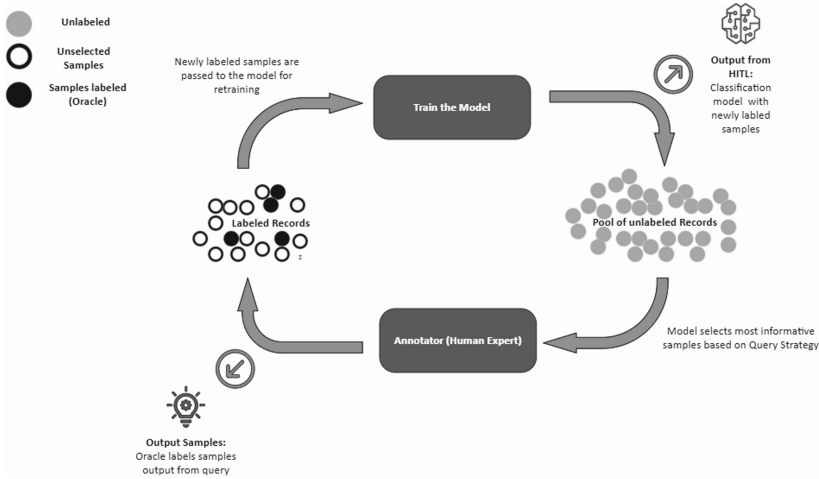 Unlabeled
Unselected
Samples
Samples labeled
(Oracle)
Newly labeled samples are
passed to the model for
retraining
Train the Model
Output from
HITL:
Classification
model with
newly labled
samples
Labeled Records
z
Pool of unlabeled Records
Annotator (Human Expert)
Model selects most informative
samples based on Query Strategy
Output Samples:
Oracle labels samples
output from query